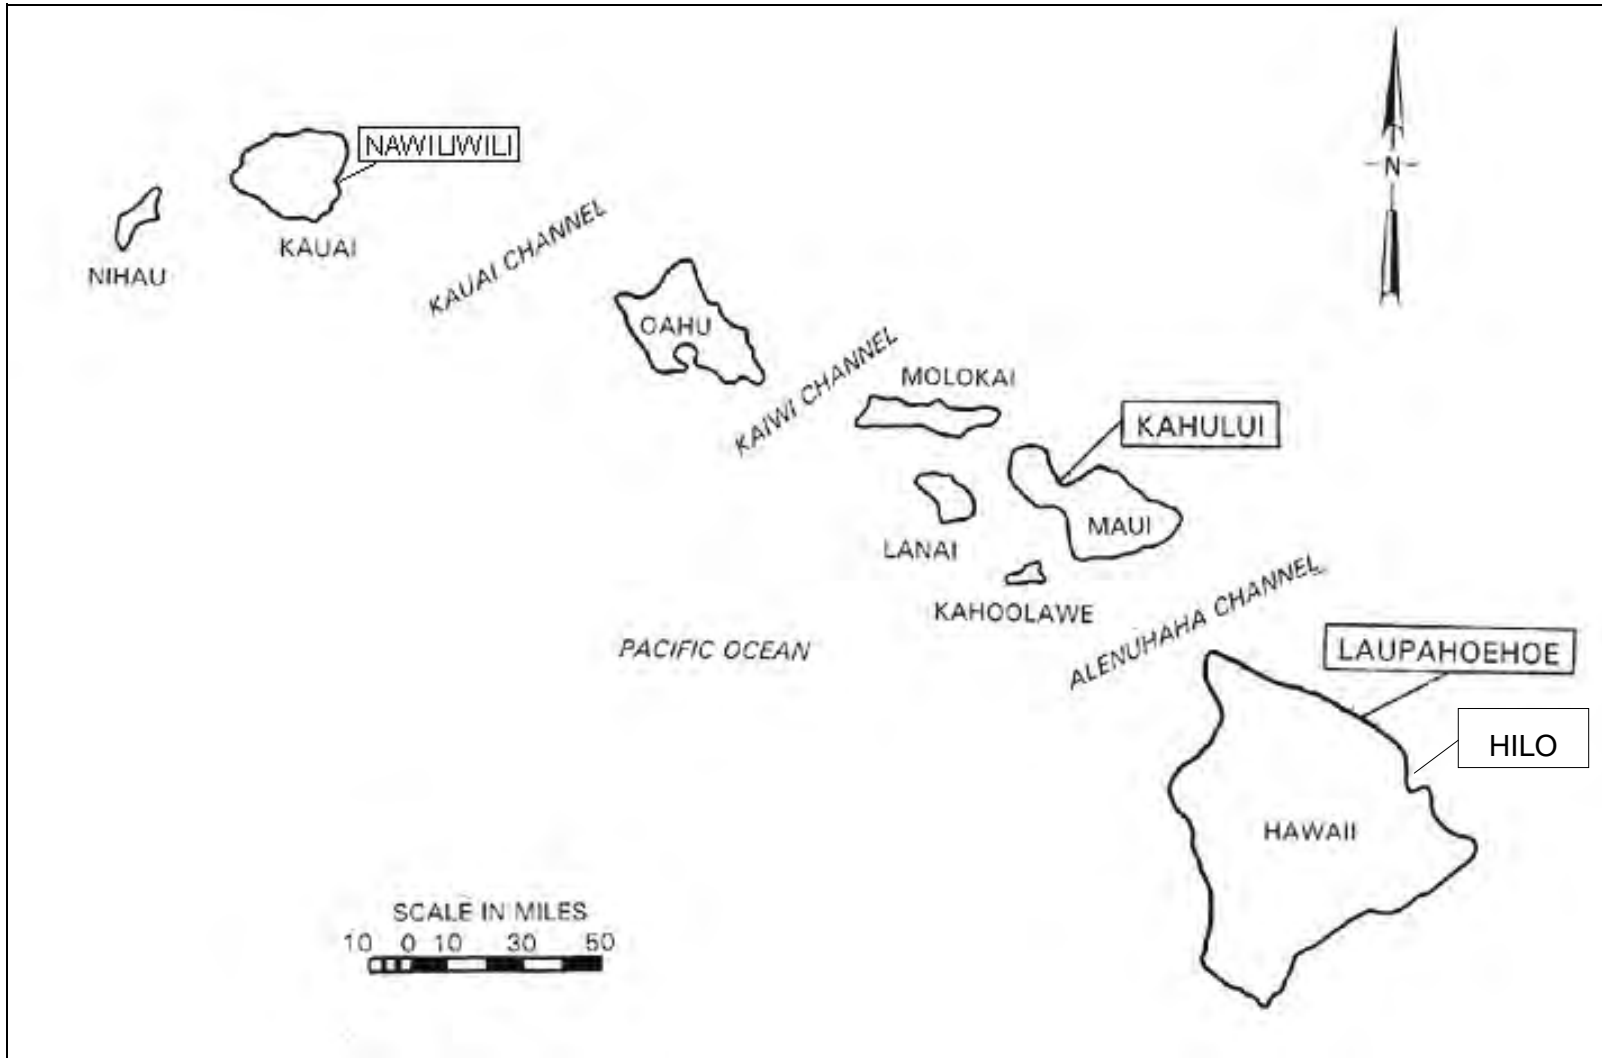 NAWILIWILI
KAUAI
NIHAU
KAUAI CHANNEL
N
OAHU
KAIWI CHANNEL
MOLOKAI
KAHULUI
MAUI
LANAI
KAHOOLAWE
ALENUHAHA CHANNEL
PACIFIC OCEAN
LAUPAHOEHOE
HILO
HAWAII
SCALE IN MILES
10 0 10 30 50